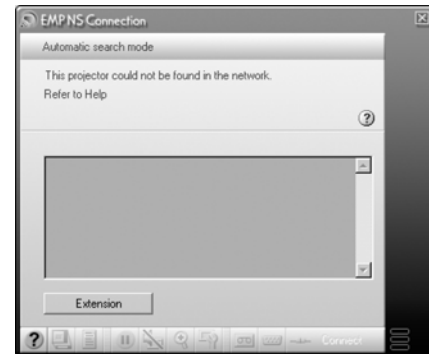 EMP NS Connection
Automatic search mode
This projector could not be found in the network.
Refer to Help
Extension
Connect